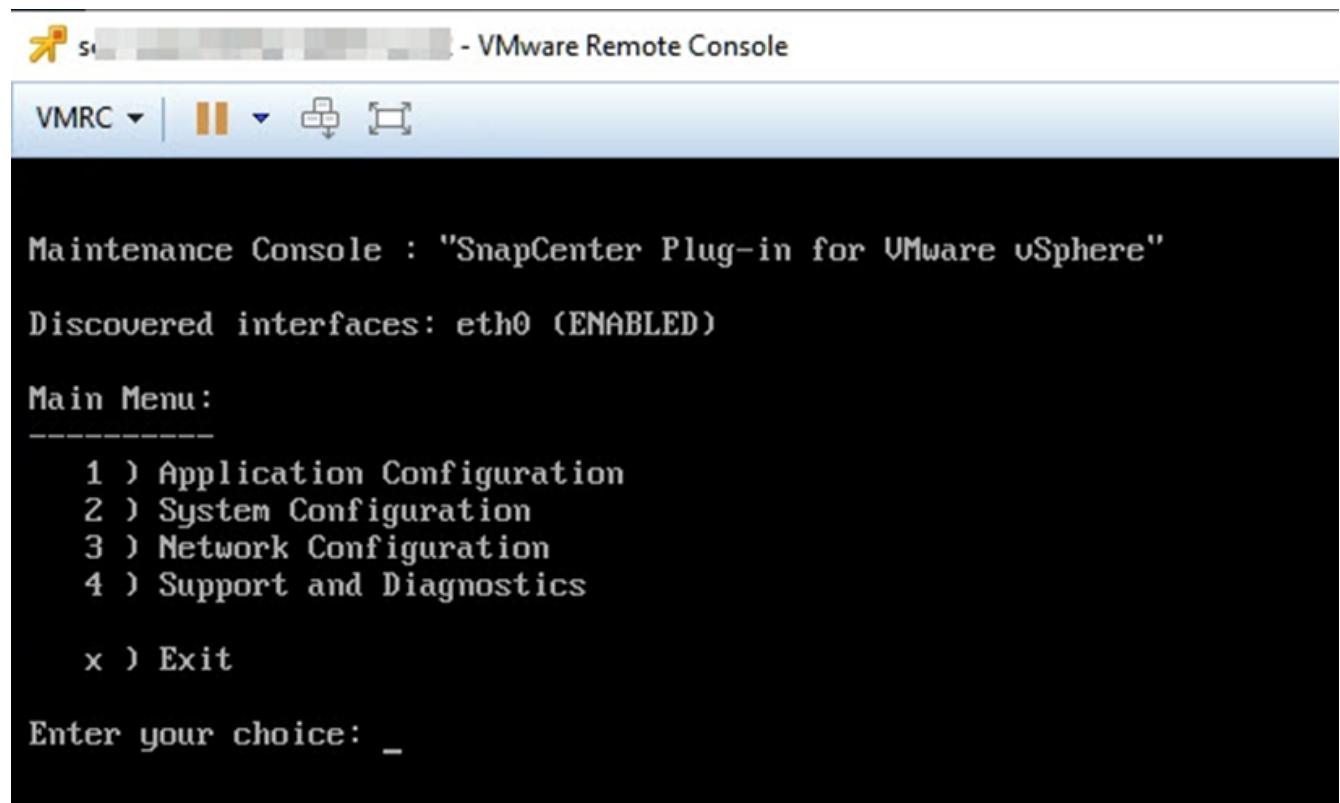 - VMware Remote Console
VMRC
Maintenance Console : "SnapCenter Plug-in for VMware vSphere"
Discovered interfaces: eth0 (ENABLED)
Main Menu:
----------
1 ) Application Configuration
2 ) System Configuration
3 ) Network Configuration
4 ) Support and Diagnostics
x ) Exit
Enter your choice: _